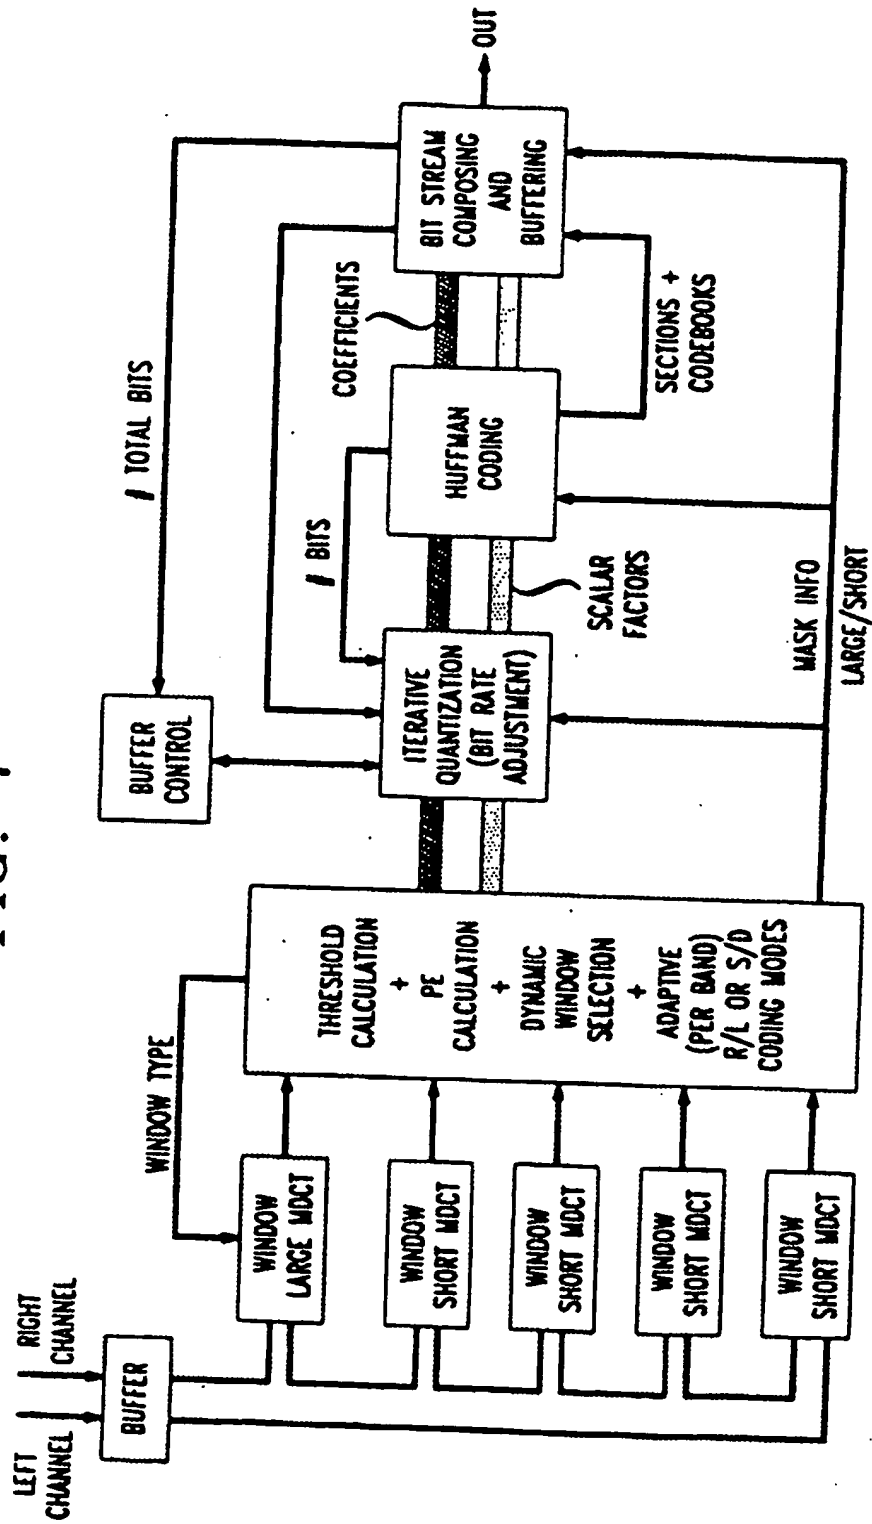 FIG. 7
LEFT
CHANNEL
RIGHT
CHANNEL
BUFFER
WINDOW TYPE
WINDOW
LARGE MDCT
WINDOW
SHORT MDCT
WINDOW
SHORT MDCT
WINDOW
SHORT MDCT
WINDOW
SHORT MDCT
THRESHOLD
CALCULATION
+
PE
CALCULATION
+
DYNAMIC
WINDOW
SELECTION
+
ADAPTIVE
(PER BAND)
R/L OR S/D
CODING MODES
BUFFER
CONTROL
# TOTAL BITS
ITERATIVE
QUANTIZATION
(BIT RATE
ADJUSTMENT)
# BITS
SCALAR
FACTORS
HUFFMAN
CODING
COEFFICIENTS
SECTIONS +
CODEBOOKS
BIT STREAM
COMPOSING
AND
BUFFERING
OUT
MASK INFO
LARGE/SHORT